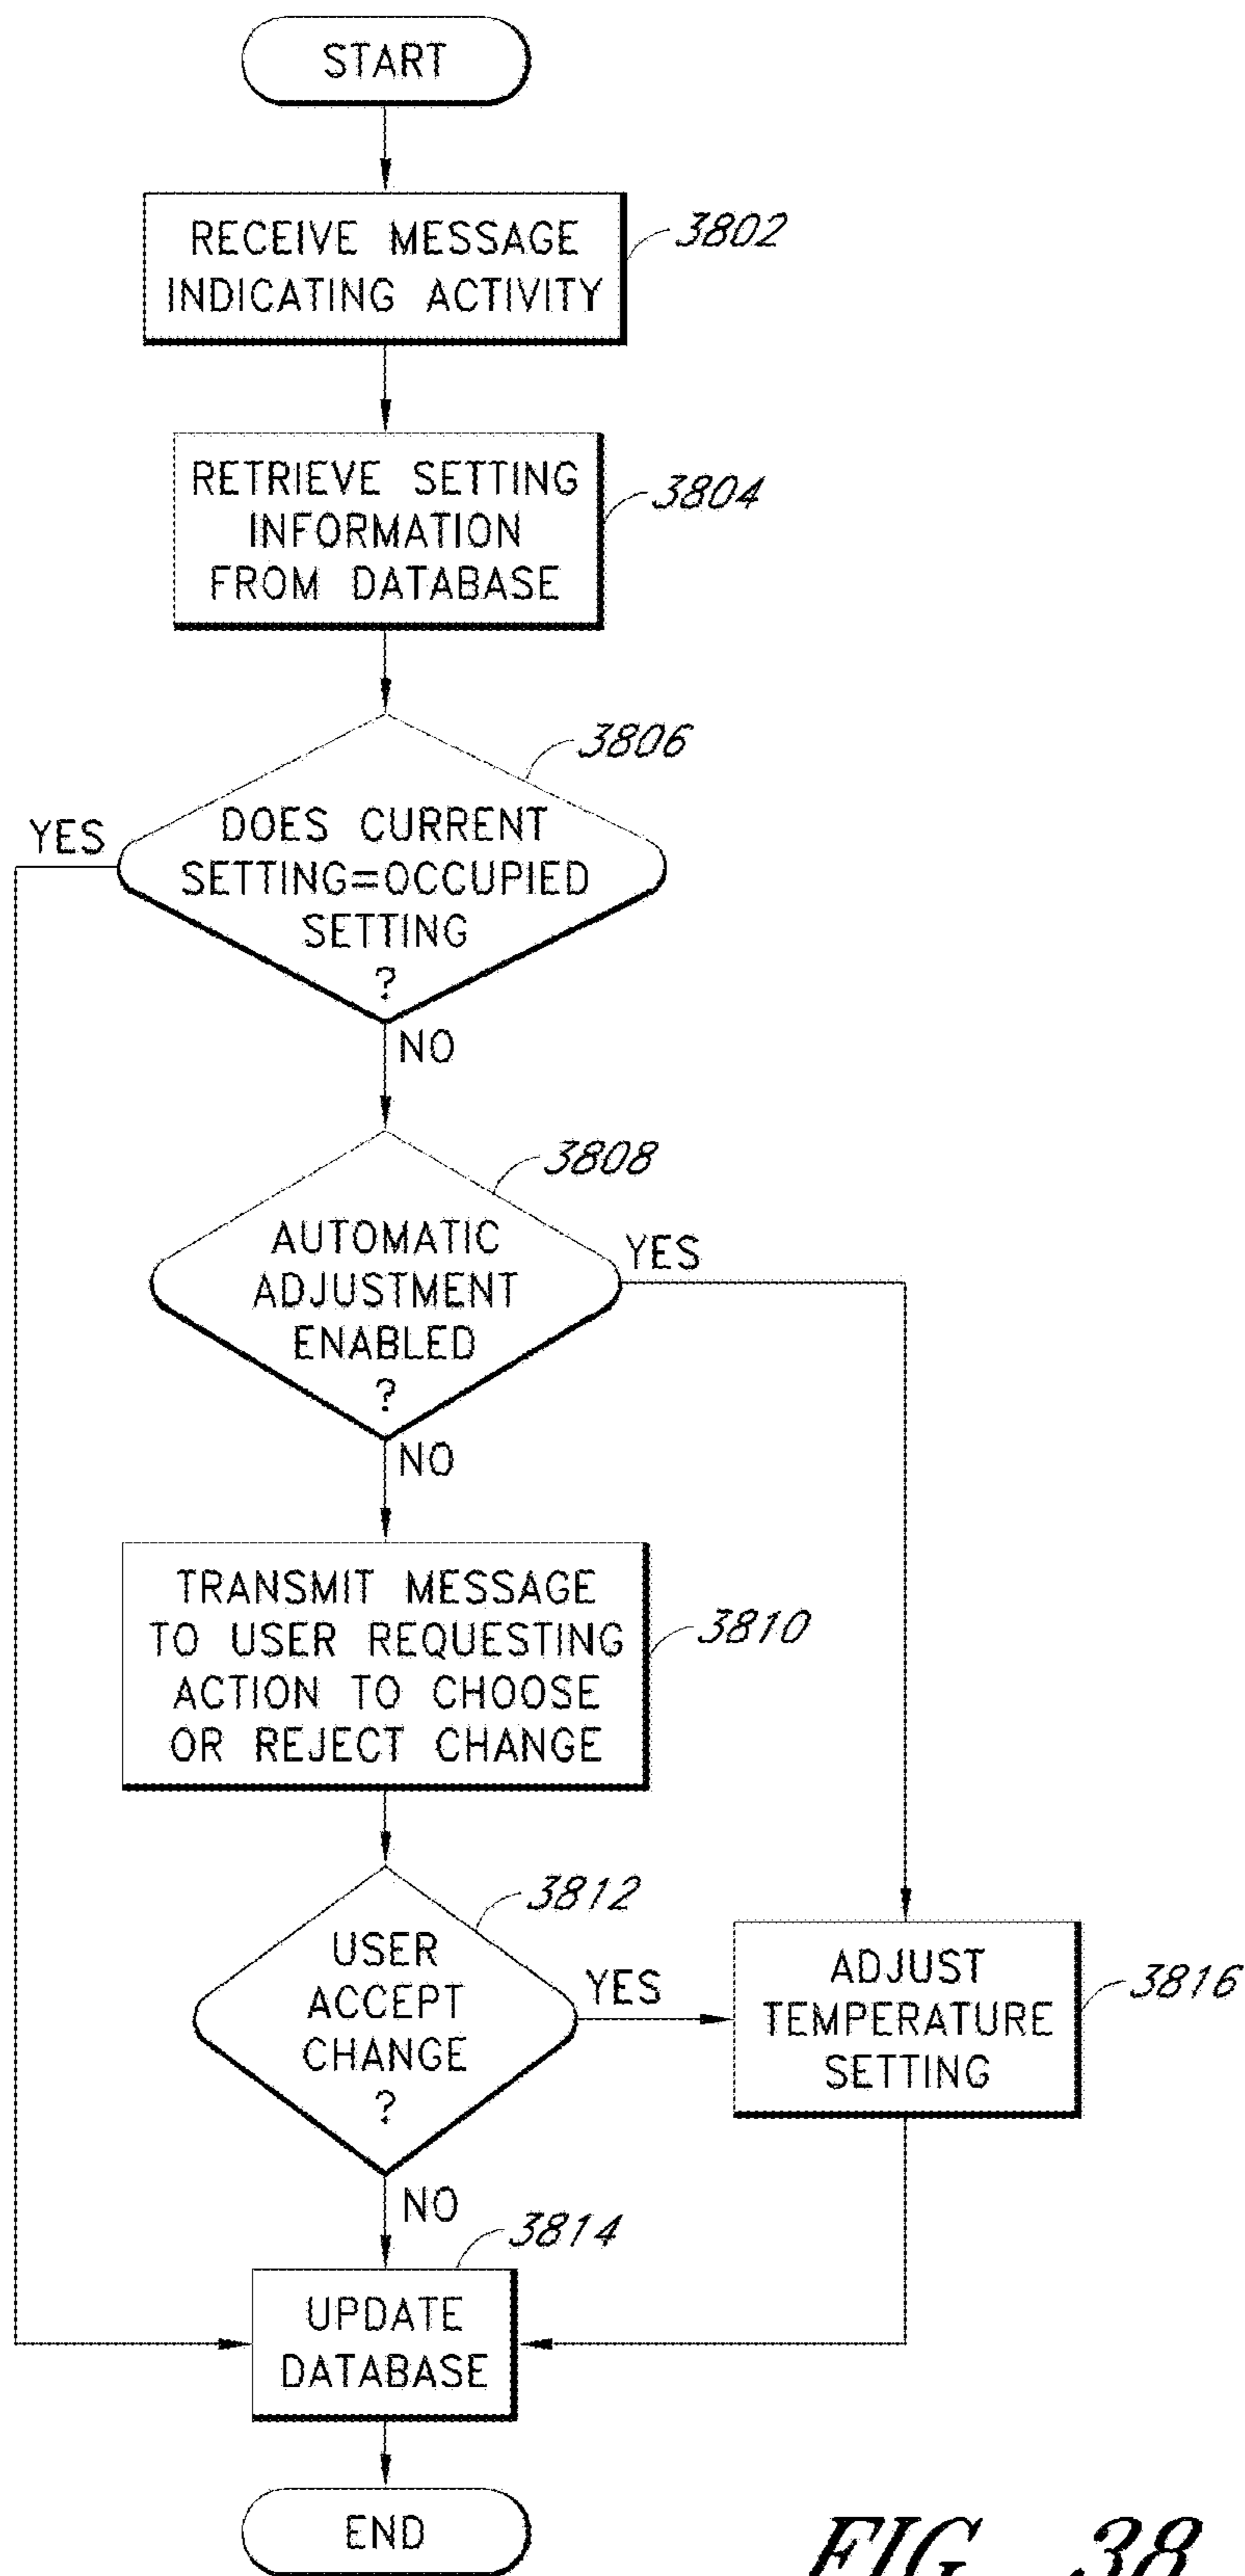 START
RECEIVE MESSAGE
INDICATING ACTIVITY
3802
RETRIEVE SETTING
INFORMATION
FROM DATABASE
3804
3806
DOES CURRENT
SETTING=OCCUPIED
SETTING
?
YES
NO
3808
AUTOMATIC
ADJUSTMENT
ENABLED
?
YES
NO
TRANSMIT MESSAGE
TO USER REQUESTING
ACTION TO CHOOSE
OR REJECT CHANGE
3810
3812
USER
ACCEPT
CHANGE
?
YES
ADJUST
TEMPERATURE
SETTING
3816
NO
3814
UPDATE
DATABASE
END
FIG. 38